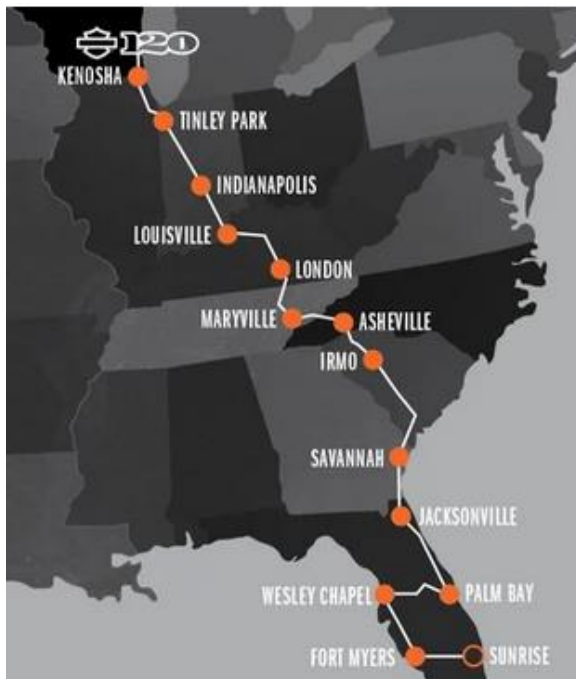 120
KENOSHA
TINLEY PARK
INDIANAPOLIS
LOUISVILLE
LONDON
MARYVILLE
ASHEVILLE
IRMO
SAVANNAH
JACKSONVILLE
WESLEY CHAPEL
PALM BAY
FORT MYERS
SUNRISE